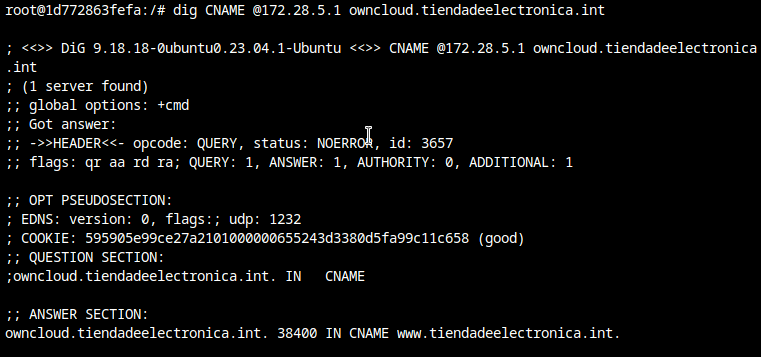 root@1d772863fefa:/# dig CNAME @172.28.5.1 owncloud.tiendadeelectronica.int
; <<>> DiG 9.18.18-0ubuntu0.23.04.1-Ubuntu <<>> CNAME @172.28.5.1 owncloud.tiendadeelectronica
.int
; (1 server found)
;; global options: +cmd
;; Got answer:
;; ->>HEADER<<- opcode: QUERY, status: NOERROR, id: 3657
;; flags: qr aa rd ra; QUERY: 1, ANSWER: 1, AUTHORITY: 0, ADDITIONAL: 1
;; OPT PSEUDOSECTION:
; EDNS: version: 0, flags:; udp: 1232
; COOKIE: 595905e99ce27a2101000000655243d3380d5fa99c11c658 (good)
;; QUESTION SECTION:
;owncloud.tiendadeelectronica.int. IN   CNAME
;; ANSWER SECTION:
owncloud.tiendadeelectronica.int. 38400 IN CNAME www.tiendadeelectronica.int.